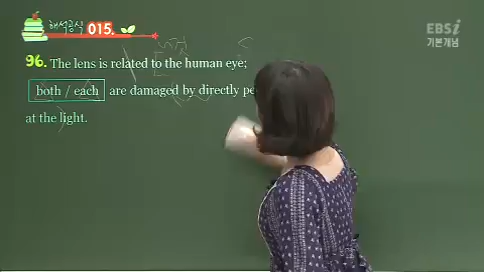 해석공식 015.
EBSi
기본개념
96. The lens is related to the human eye;
both / each are damaged by directly
at the light.